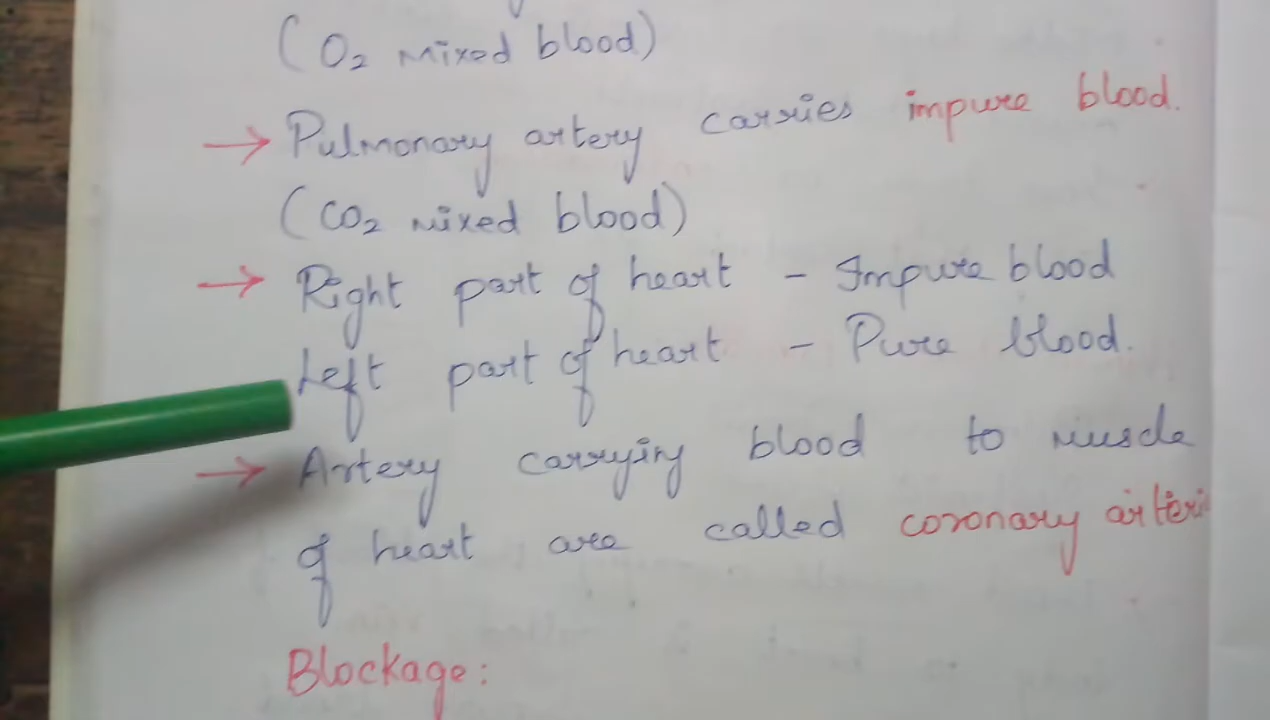 (O₂ mixed blood)
→ Pulmonary artery carries impure blood.
(CO₂ mixed blood)
→ Right part of heart - Impure blood
Left part of heart - Pure blood.
→ Artery carrying blood to muscle
of heart are called coronary arteri
Blockage: